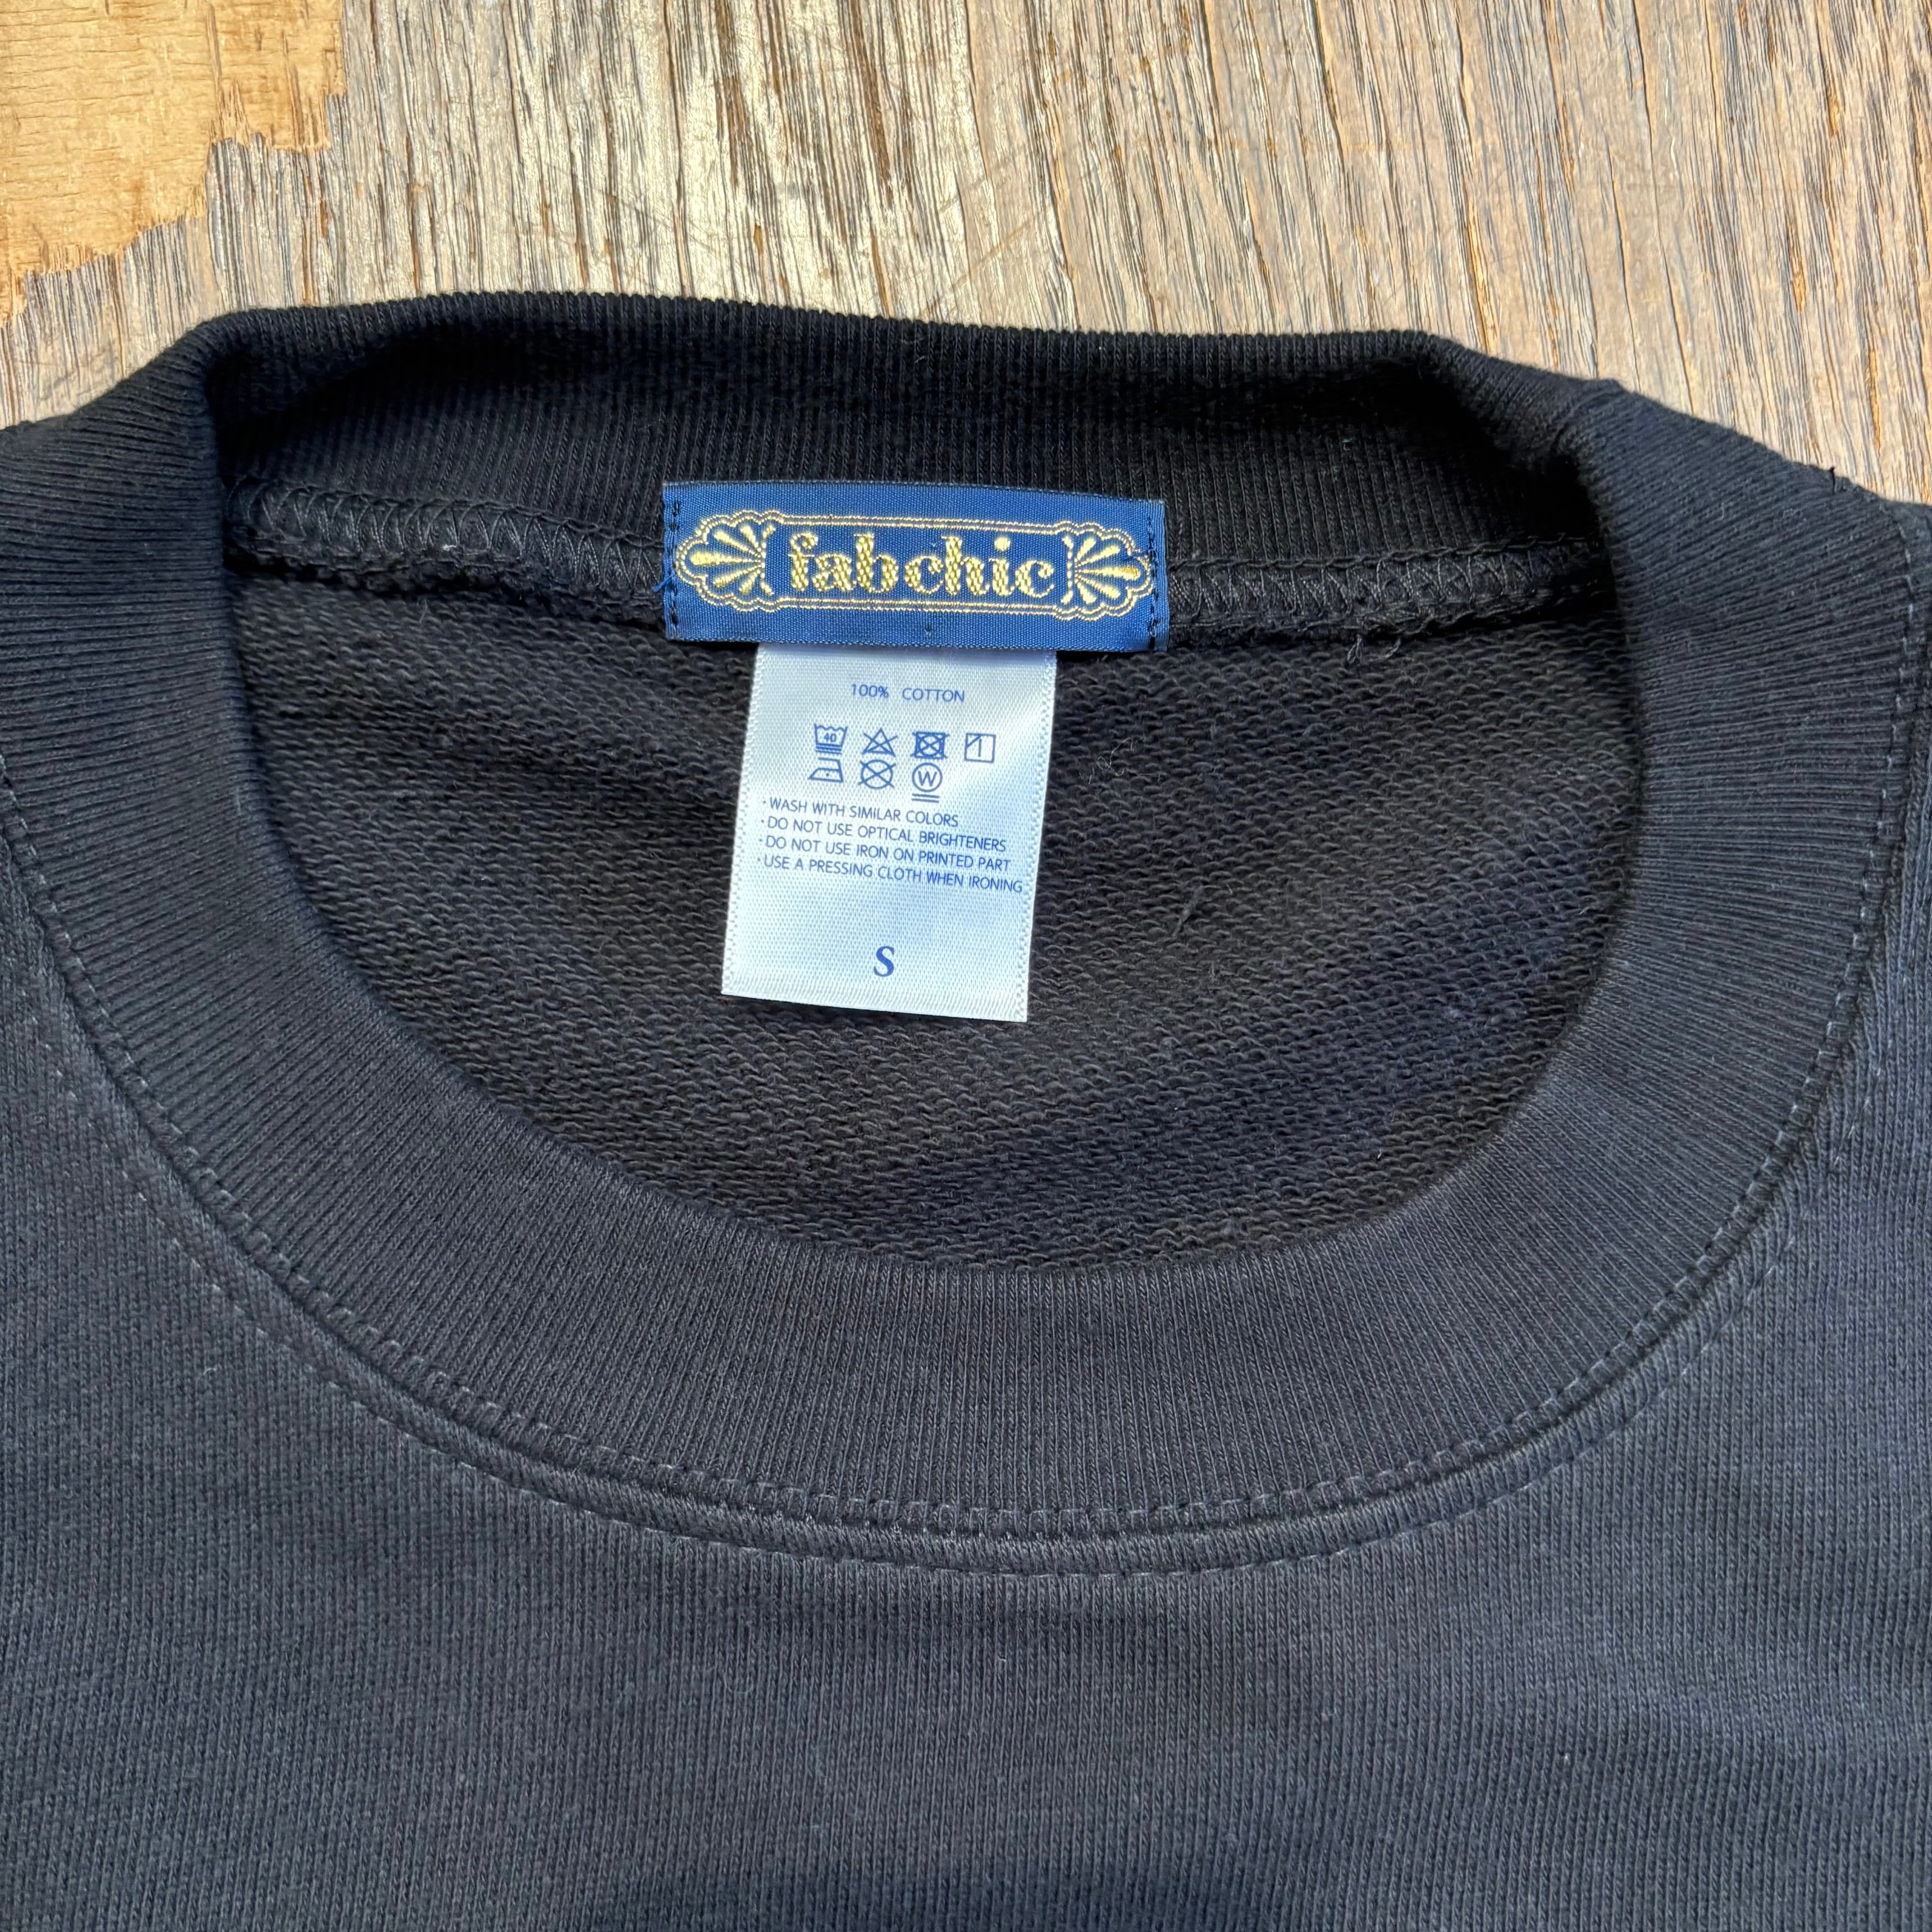 fabchic
100% COTTON
40
W
・WASH WITH SIMILAR COLORS
・DO NOT USE OPTICAL BRIGHTENERS
・DO NOT USE IRON ON PRINTED PART
・USE A PRESSING CLOTH WHEN IRONING
S